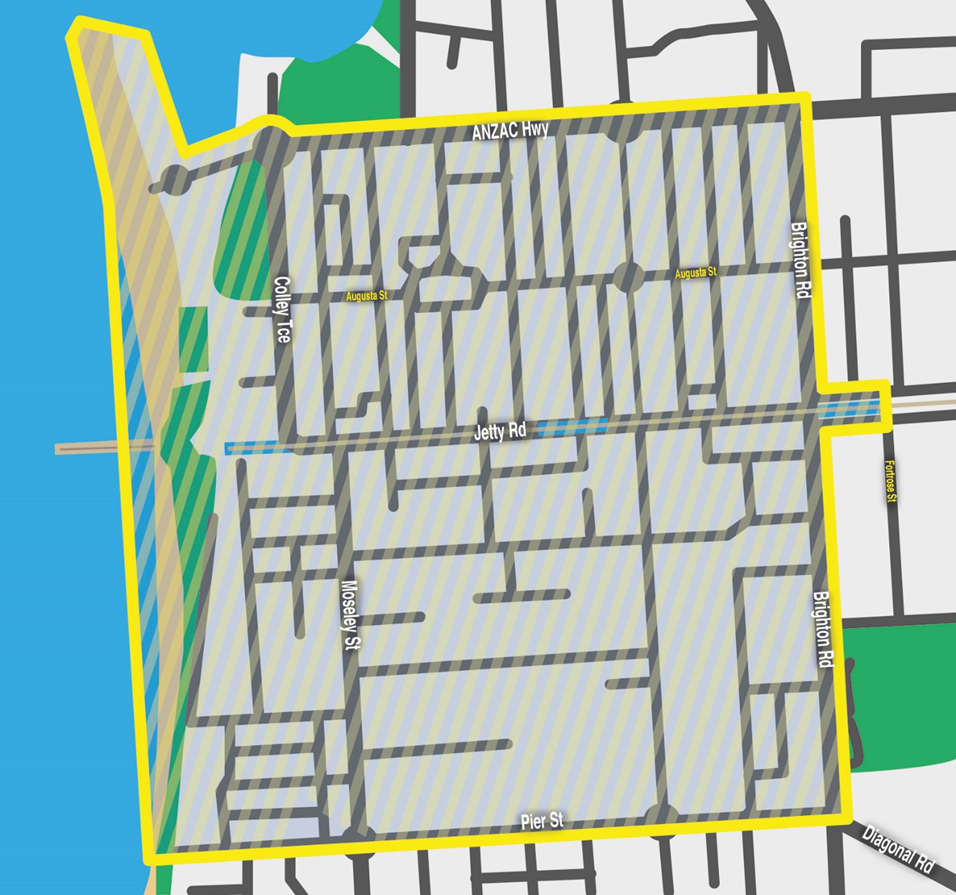 ANZAC Hwy
Brighton Rd
Augusta St
Colley Tce
Augusta St
Jetty Rd
Fortrose St
Moseley St
Brighton Rd
Pier St
Diagonal Rd